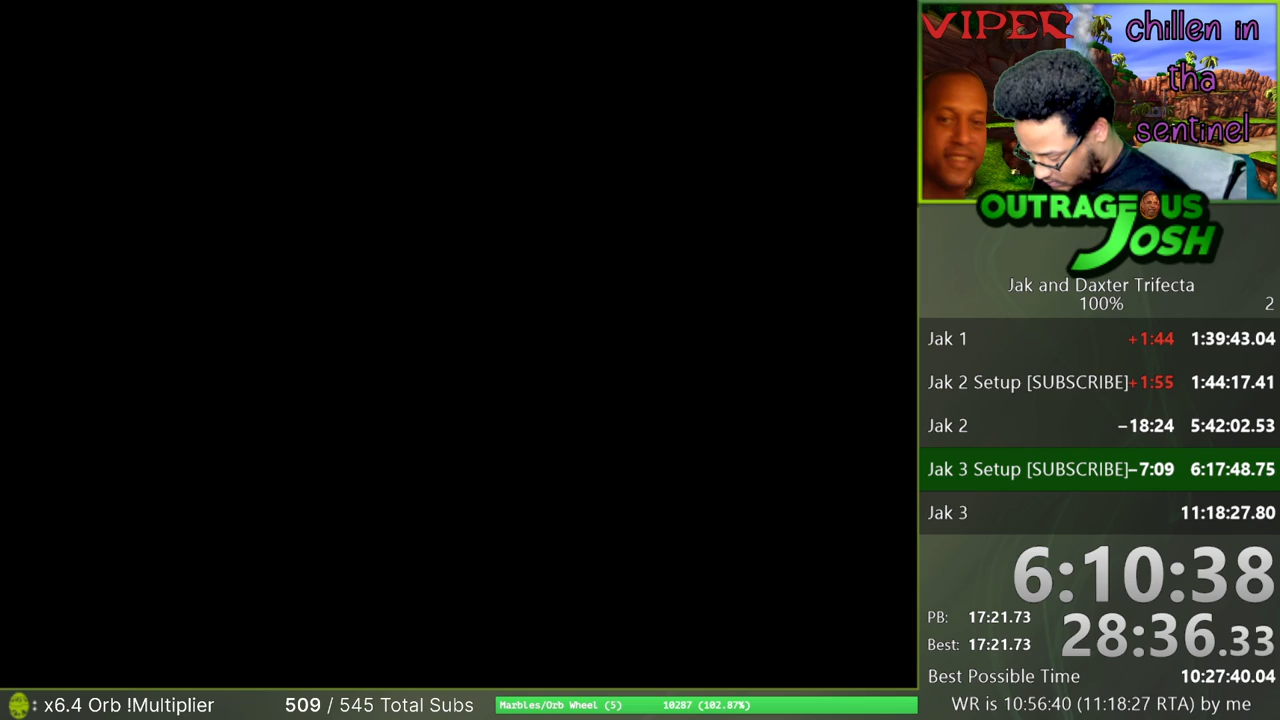 VIPER
chillen in
tha
sentinel
OUTRAGEOUS
JOSH
Jak and Daxter Trifecta
100% 2
Jak 1 +1:44 1:39:43.04
Jak 2 Setup [SUBSCRIBE] +1:55 1:44:17.41
Jak 2 −18:24 5:42:02.53
Jak 3 Setup [SUBSCRIBE] −7:09 6:17:48.75
Jak 3 11:18:27.80
6:10:38
PB: 17:21.73
28:36.33
Best: 17:21.73
Best Possible Time 10:27:40.04
: x6.4 Orb !Multiplier 509 / 545 Total Subs Marbles/Orb Wheel (5) 10287 (102.87%) WR is 10:56:40 (11:18:27 RTA) by me